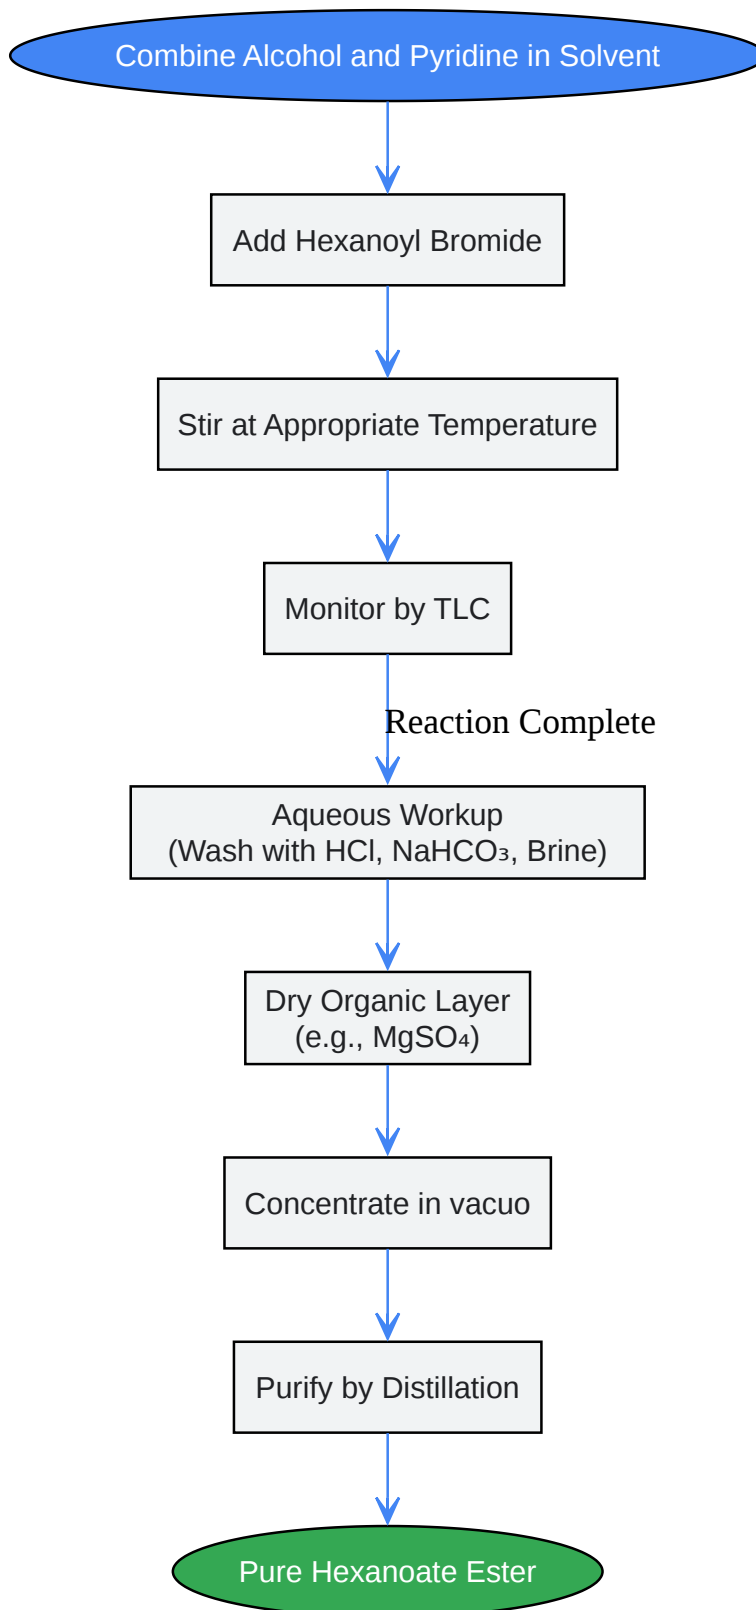 Combine Alcohol and Pyridine in Solvent
Add Hexanoyl Bromide
Stir at Appropriate Temperature
Monitor by TLC
Reaction Complete
Aqueous Workup
(Wash with HCl, NaHCO₃, Brine)
Dry Organic Layer
(e.g., MgSO₄)
Concentrate in vacuo
Purify by Distillation
Pure Hexanoate Ester